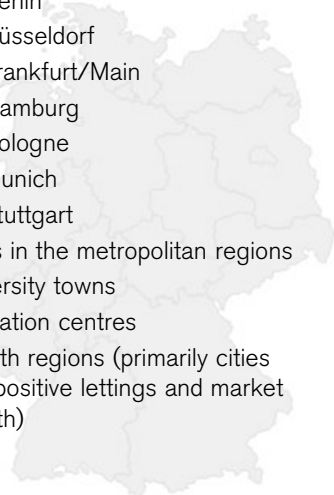 erlin
üsseldorf
rankfurt/Main
amburg
ologne
unich
tuttgart
s in the metropolitan regions
ersity towns
ation centres
th regions (primarily cities
positive lettings and market
th)